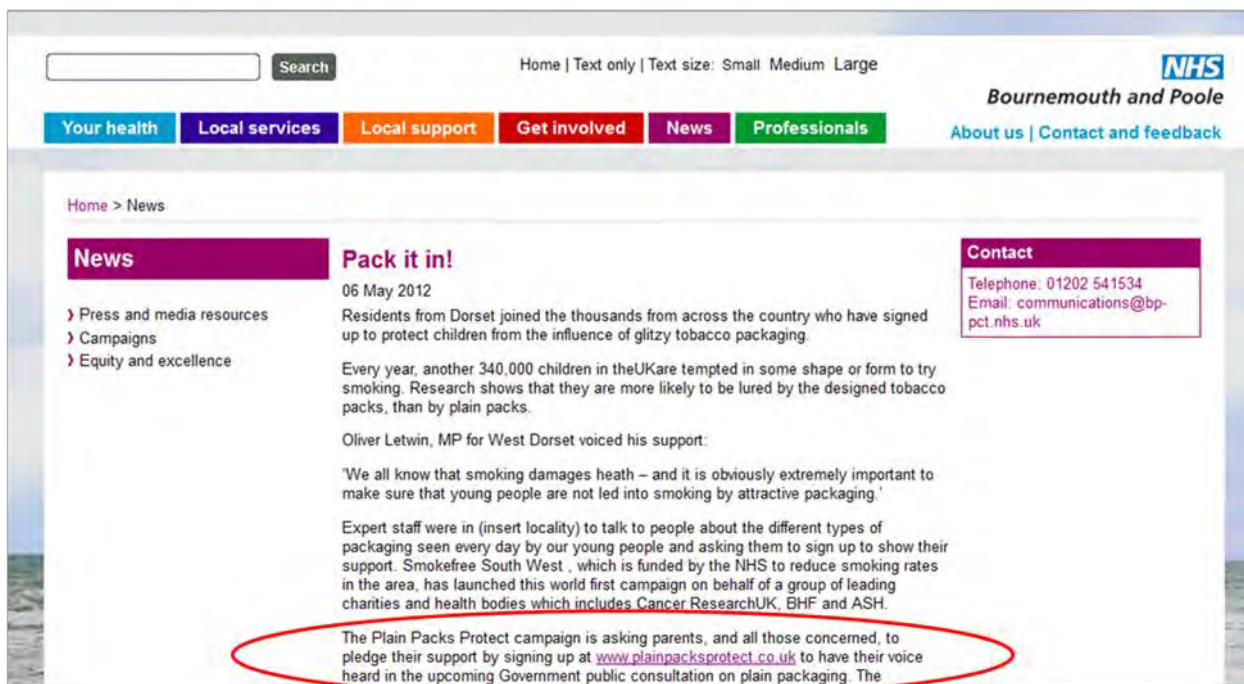 Search
Home | Text only | Text size: Small Medium Large
NHS
Bournemouth and Poole
Your health
Local services
Local support
Get involved
News
Professionals
About us | Contact and feedback
Home > News
News
Press and media resources
Campaigns
Equity and excellence
Pack it in!
06 May 2012
Residents from Dorset joined the thousands from across the country who have signed
up to protect children from the influence of glitzy tobacco packaging.
Every year, another 340,000 children in theUKare tempted in some shape or form to try
smoking. Research shows that they are more likely to be lured by the designed tobacco
packs, than by plain packs.
Oliver Letwin, MP for West Dorset voiced his support:
'We all know that smoking damages heath – and it is obviously extremely important to
make sure that young people are not led into smoking by attractive packaging.'
Expert staff were in (insert locality) to talk to people about the different types of
packaging seen every day by our young people and asking them to sign up to show their
support. Smokefree South West , which is funded by the NHS to reduce smoking rates
in the area, has launched this world first campaign on behalf of a group of leading
charities and health bodies which includes Cancer ResearchUK, BHF and ASH.
The Plain Packs Protect campaign is asking parents, and all those concerned, to
pledge their support by signing up at www.plainpacksprotect.co.uk to have their voice
heard in the upcoming Government public consultation on plain packaging. The
Contact
Telephone: 01202 541534
Email: communications@bp-
pct.nhs.uk